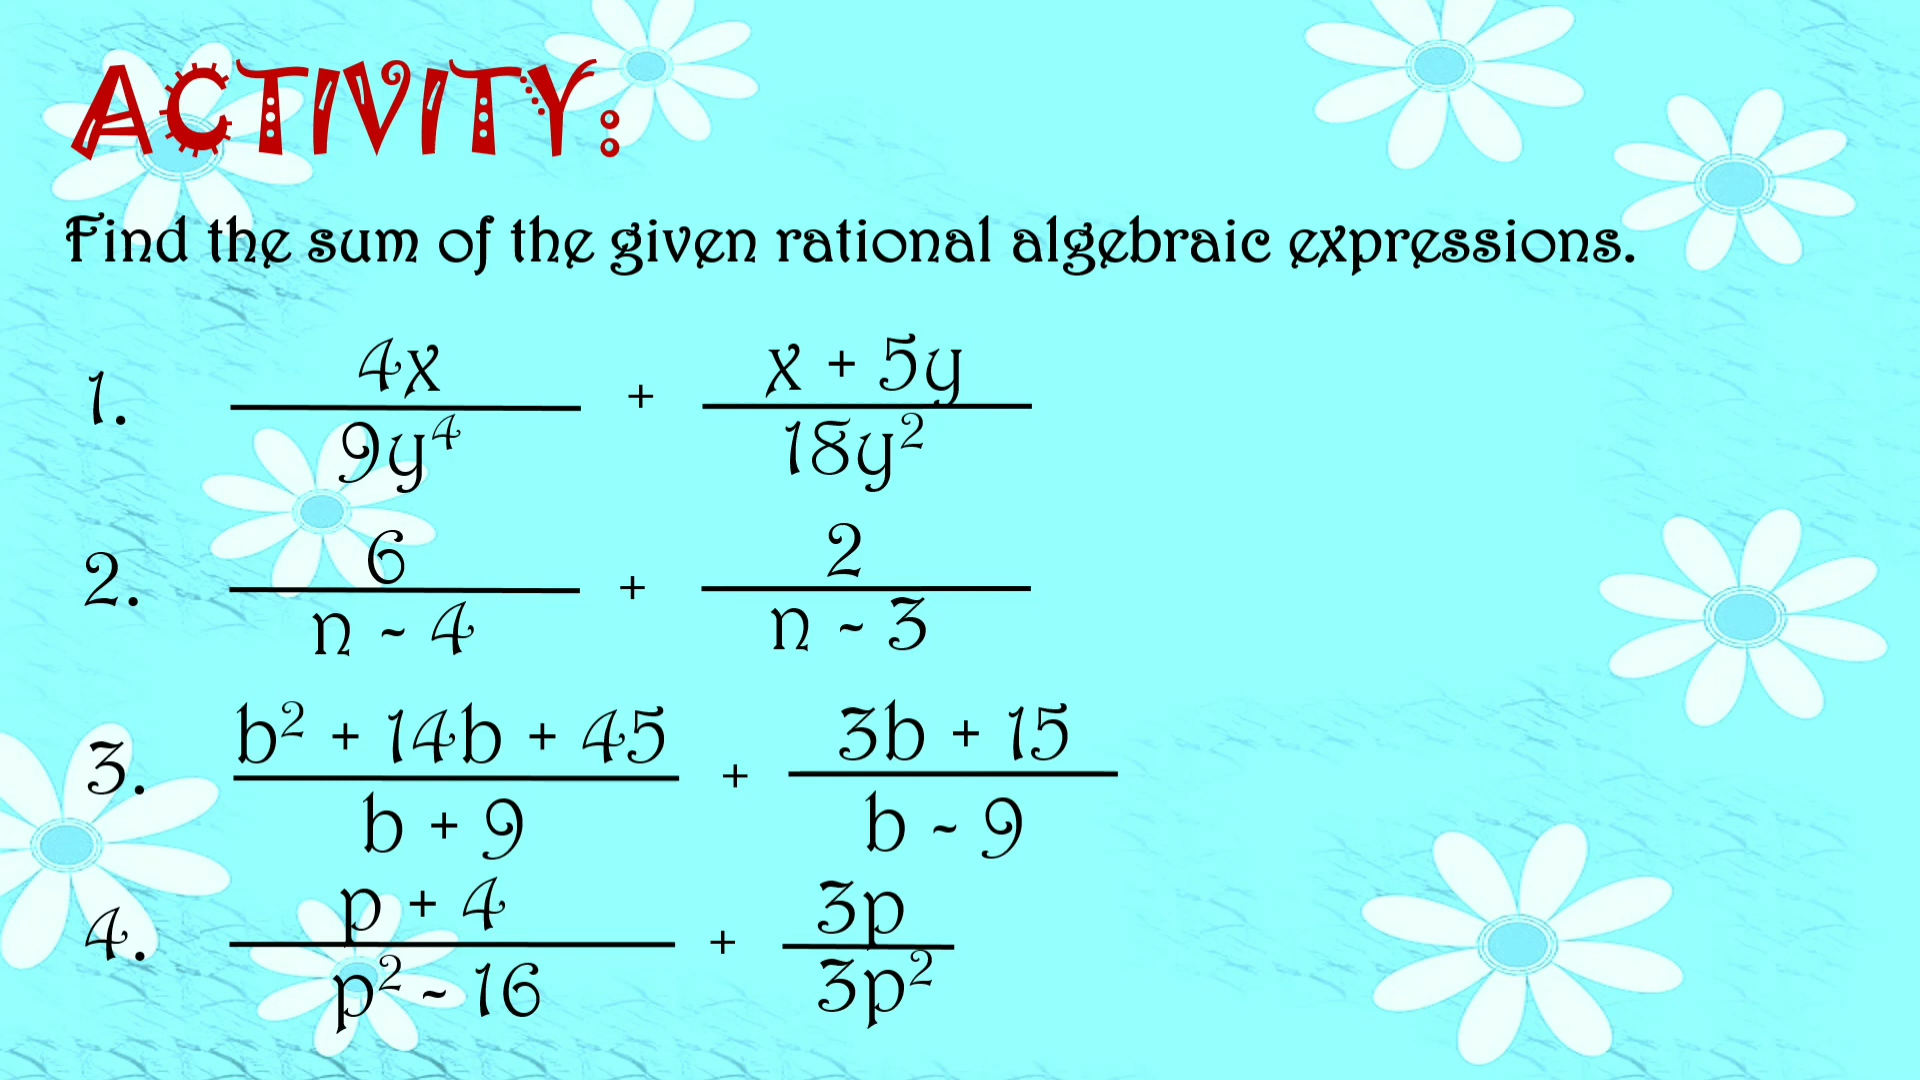 ACTIVITY:
Find the sum of the given rational algebraic expressions.
1. 4x/9y⁴ + x + 5y/18y²
2. 6/n - 4 + 2/n - 3
3. b² + 14b + 45/b + 9 + 3b + 15/b - 9
4. p + 4/p² - 16 + 3p/3p²